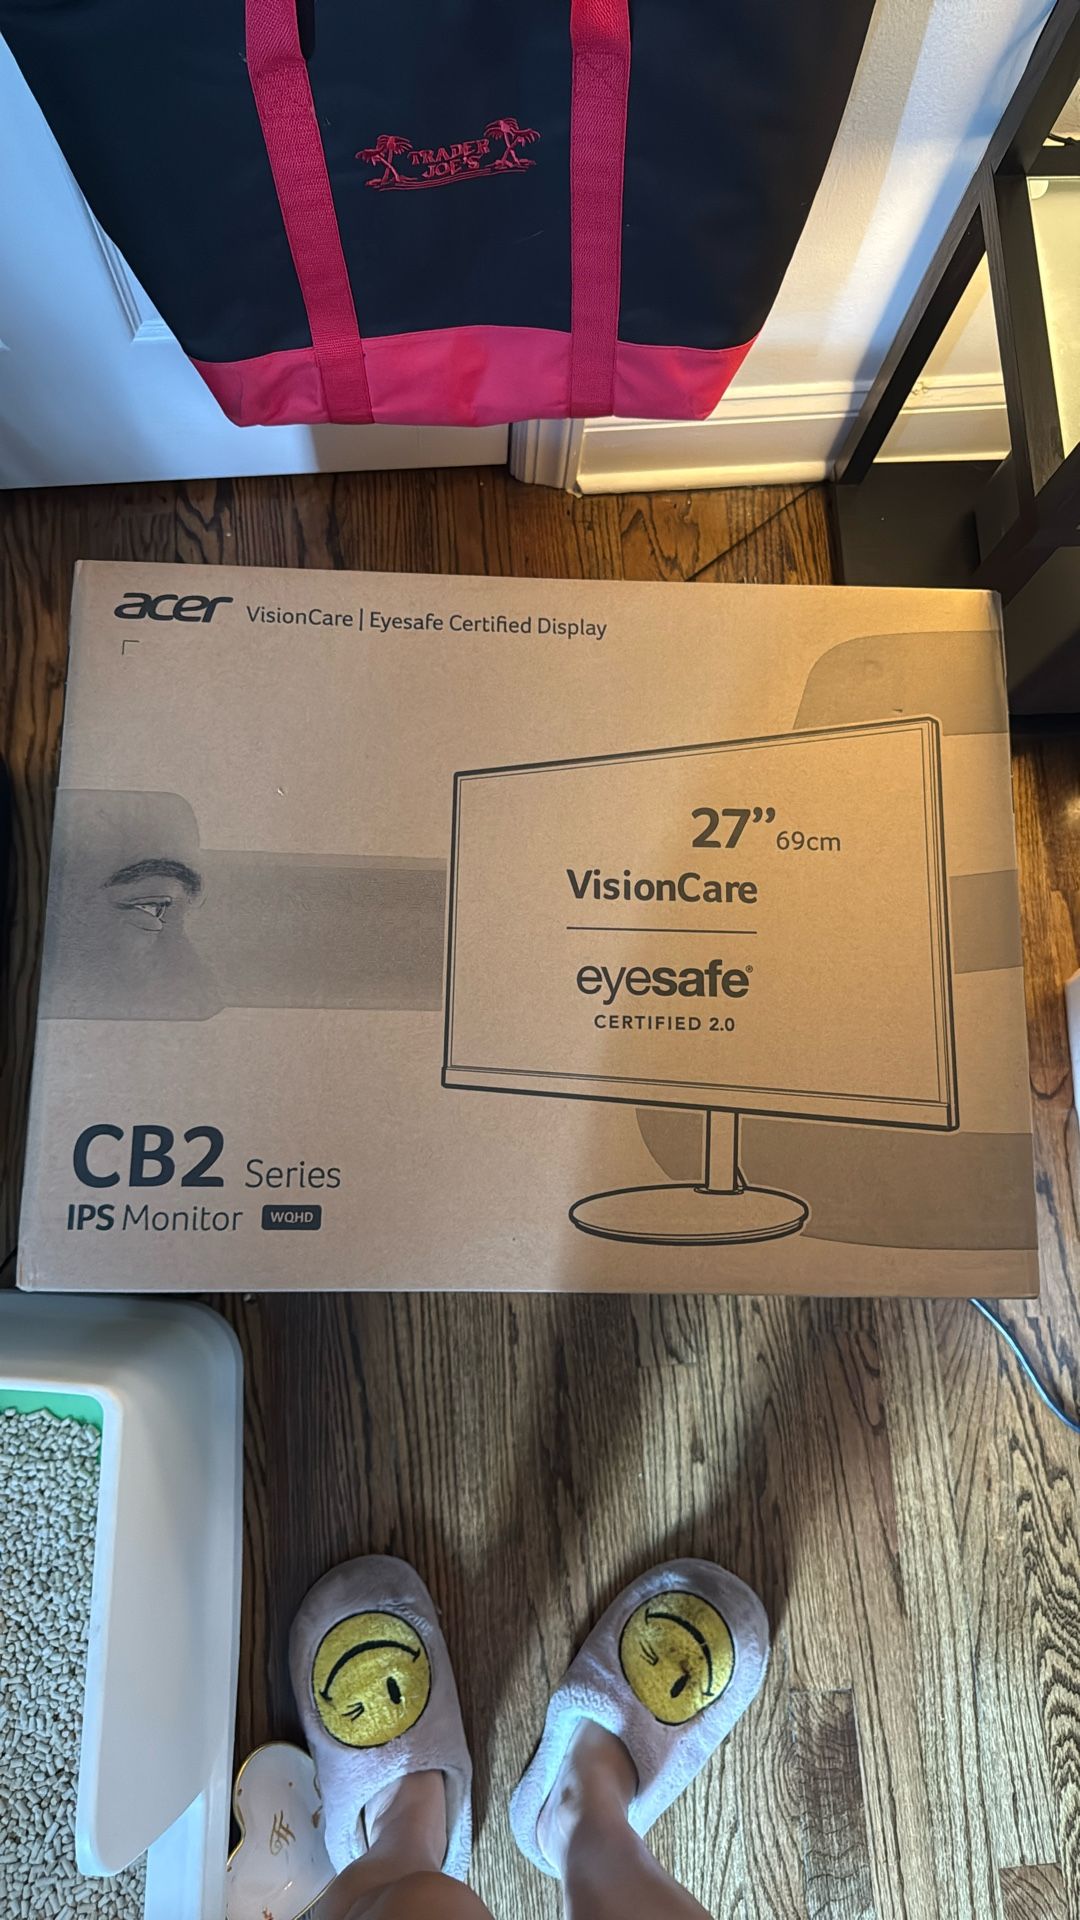 TRADER
JOE'S
acer VisionCare | Eyesafe Certified Display
27” 69cm
VisionCare
eyesafe®
CERTIFIED 2.0
CB2 Series
IPS Monitor WQHD